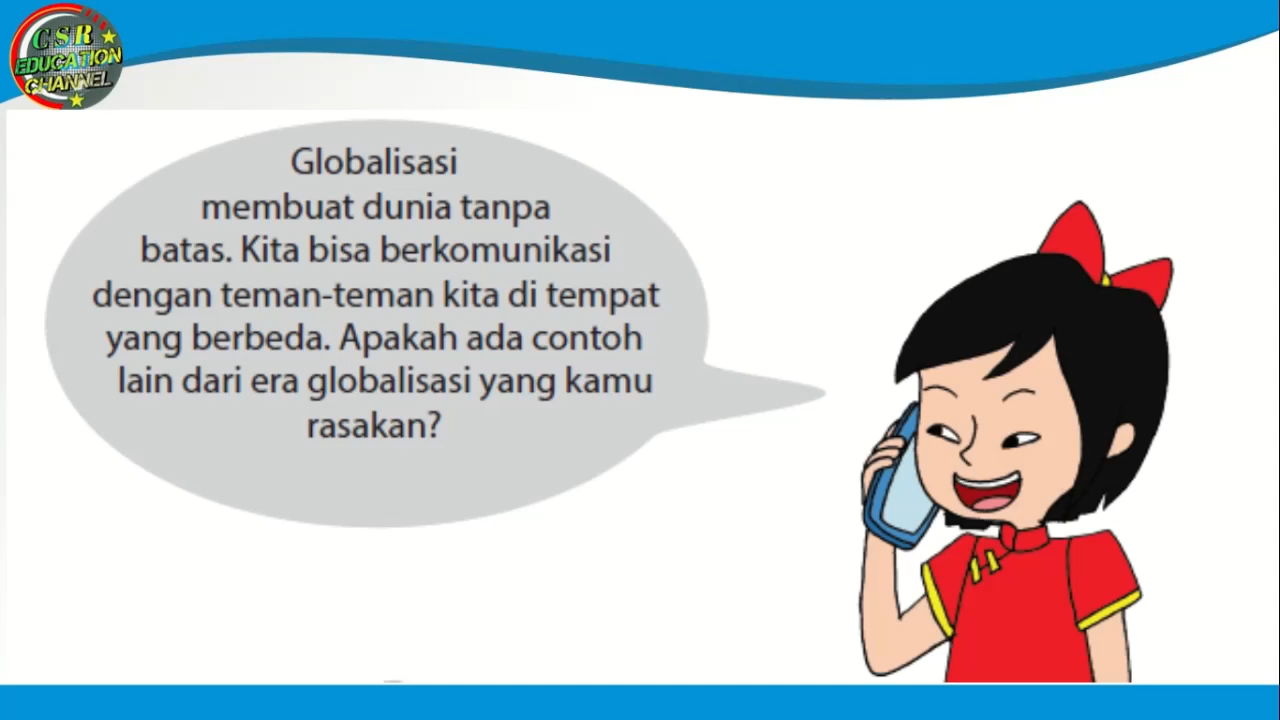 GSR
EDUCATION
CHANNEL
Globalisasi
membuat dunia tanpa
batas. Kita bisa berkomunikasi
dengan teman-teman kita di tempat
yang berbeda. Apakah ada contoh
lain dari era globalisasi yang kamu
rasakan?